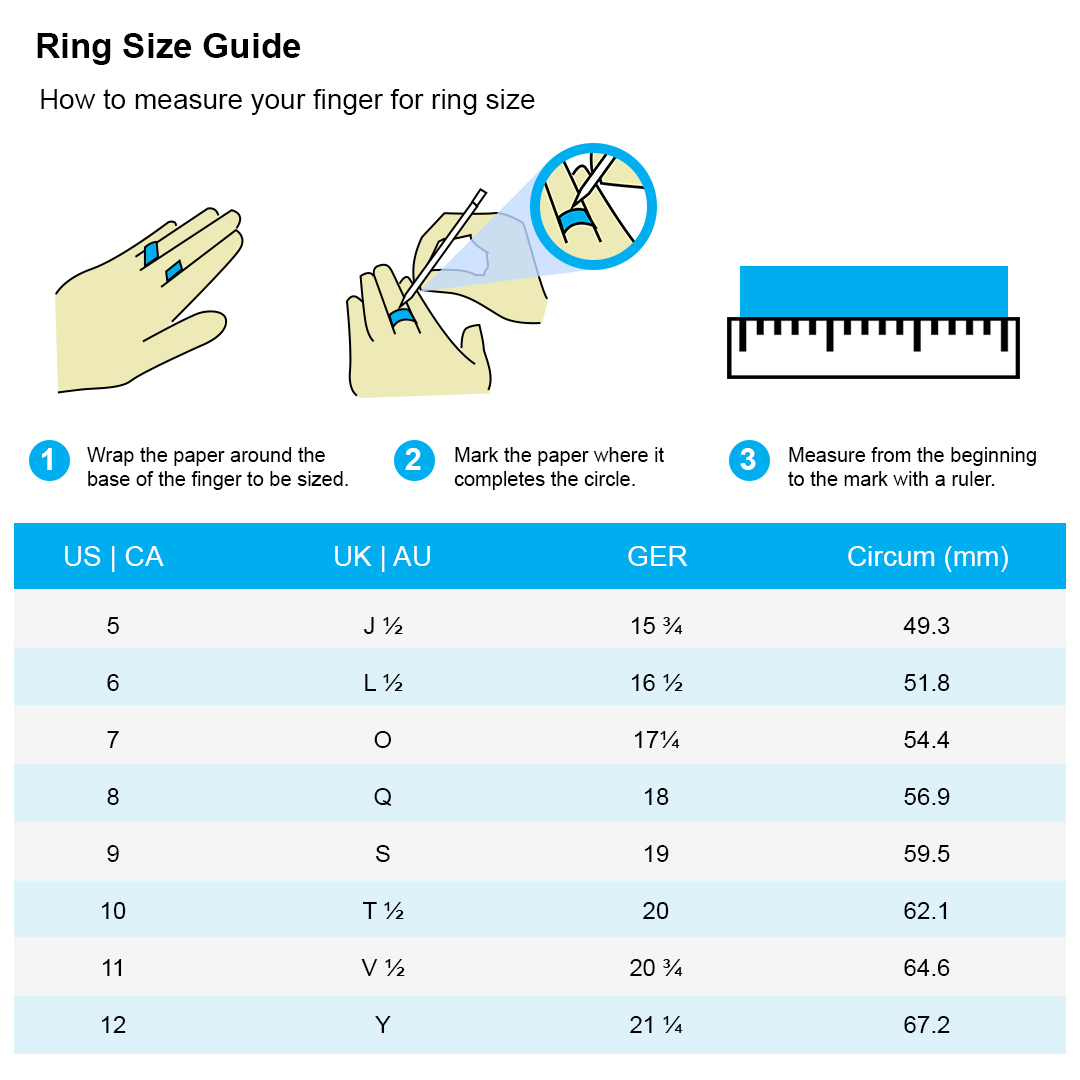 Ring Size Guide
How to measure your finger for ring size
1 Wrap the paper around the
base of the finger to be sized.
2 Mark the paper where it
completes the circle.
3 Measure from the beginning
to the mark with a ruler.
US | CA UK | AU GER Circum (mm)
5 J ½ 15 ¾ 49.3
6 L ½ 16 ½ 51.8
7 O 17¼ 54.4
8 Q 18 56.9
9 S 19 59.5
10 T ½ 20 62.1
11 V ½ 20 ¾ 64.6
12 Y 21 ¼ 67.2